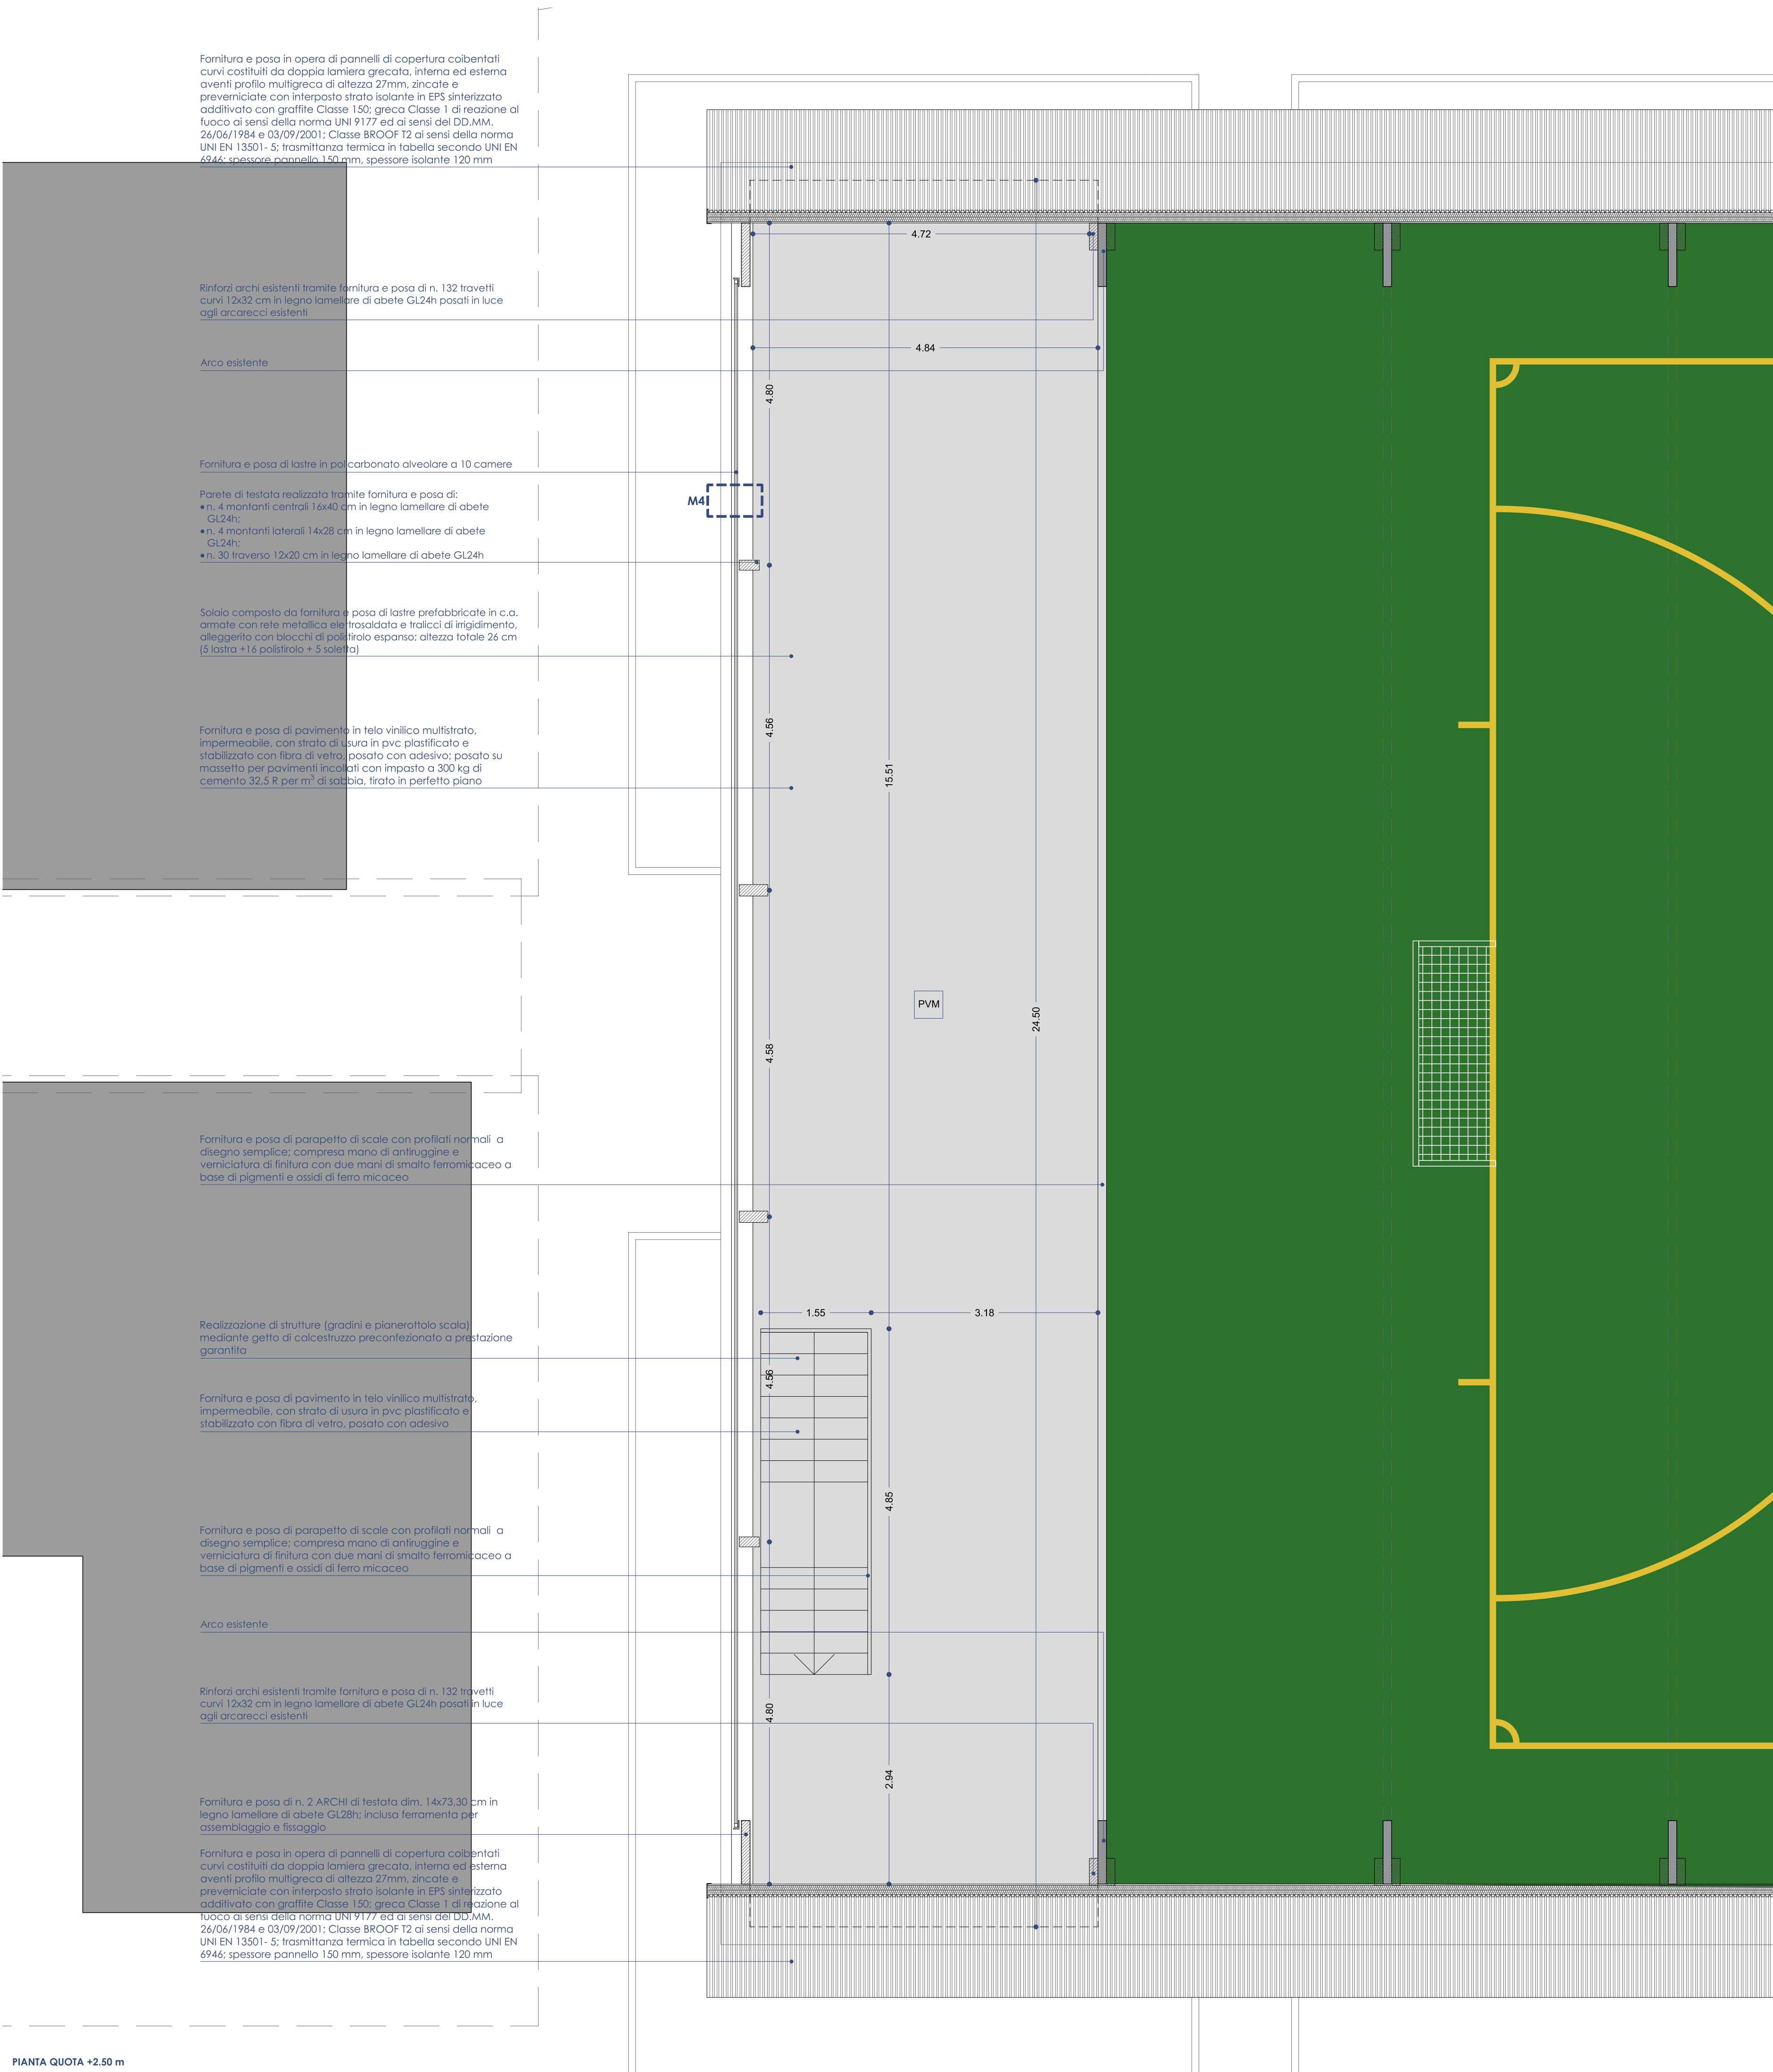 Fornitura e posa in opera di pannelli di copertura coibentati
curvi costituiti da doppia lamiera grecata, interna ed esterna
aventi profilo multigreca di altezza 27mm, zincate e
preverniciate con interposto strato isolante in EPS sinterizzato
additivato con graffite Classe 150; greca Classe 1 di reazione al
fuoco ai sensi della norma UNI 9177 ed ai sensi del DD.MM.
26/06/1984 e 03/09/2001; Classe BROOF T2 ai sensi della norma
UNI EN 13501- 5; trasmittanza termica in tabella secondo UNI EN
6946; spessore pannello 150 mm, spessore isolante 120 mm
4.72
Rinforzi archi esistenti tramite fornitura e posa di n. 132 travetti
curvi 12x32 cm in legno lamellare di abete GL24h posati in luce
agli arcarecci esistenti
4.84
Arco esistente
4.80
Fornitura e posa di lastre in policarbonato alveolare a 10 camere
M4
Parete di testata realizzata tramite fornitura e posa di:
• n. 4 montanti centrali 16x40 cm in legno lamellare di abete
GL24h;
• n. 4 montanti laterali 14x28 cm in legno lamellare di abete
GL24h;
• n. 30 traverso 12x20 cm in legno lamellare di abete GL24h
Solaio composto da fornitura e posa di lastre prefabbricate in c.a.
armate con rete metallica elettrosaldata e tralicci di irrigidimento,
alleggerito con blocchi di polistirolo espanso; altezza totale 26 cm
(5 lastra +16 polistirolo + 5 soletta)
4.56
Fornitura e posa di pavimento in telo vinilico multistrato,
impermeabile, con strato di usura in pvc plastificato e
stabilizzato con fibra di vetro, posato con adesivo; posato su
massetto per pavimenti incollati con impasto a 300 kg di
cemento 32,5 R per m³ di sabbia, tirato in perfetto piano
15.51
PVM
24.50
4.58
Fornitura e posa di parapetto di scale con profilati normali a
disegno semplice; compresa mano di antiruggine e
verniciatura di finitura con due mani di smalto ferromicaceo a
base di pigmenti e ossidi di ferro micaceo
1.55
3.18
Realizzazione di strutture (gradini e pianerottolo scala)
mediante getto di calcestruzzo preconfezionato a prestazione
garantita
4.56
Fornitura e posa di pavimento in telo vinilico multistrato,
impermeabile, con strato di usura in pvc plastificato e
stabilizzato con fibra di vetro, posato con adesivo
4.85
Fornitura e posa di parapetto di scale con profilati normali a
disegno semplice; compresa mano di antiruggine e
verniciatura di finitura con due mani di smalto ferromicaceo a
base di pigmenti e ossidi di ferro micaceo
Arco esistente
Rinforzi archi esistenti tramite fornitura e posa di n. 132 travetti
curvi 12x32 cm in legno lamellare di abete GL24h posati in luce
agli arcarecci esistenti
4.80
2.94
Fornitura e posa di n. 2 ARCHI di testata dim. 14x73,30 cm in
legno lamellare di abete GL28h; inclusa ferramenta per
assemblaggio e fissaggio
Fornitura e posa in opera di pannelli di copertura coibentati
curvi costituiti da doppia lamiera grecata, interna ed esterna
aventi profilo multigreca di altezza 27mm, zincate e
preverniciate con interposto strato isolante in EPS sinterizzato
additivato con graffite Classe 150; greca Classe 1 di reazione al
fuoco ai sensi della norma UNI 9177 ed ai sensi del DD.MM.
26/06/1984 e 03/09/2001; Classe BROOF T2 ai sensi della norma
UNI EN 13501- 5; trasmittanza termica in tabella secondo UNI EN
6946; spessore pannello 150 mm, spessore isolante 120 mm
PIANTA QUOTA +2.50 m